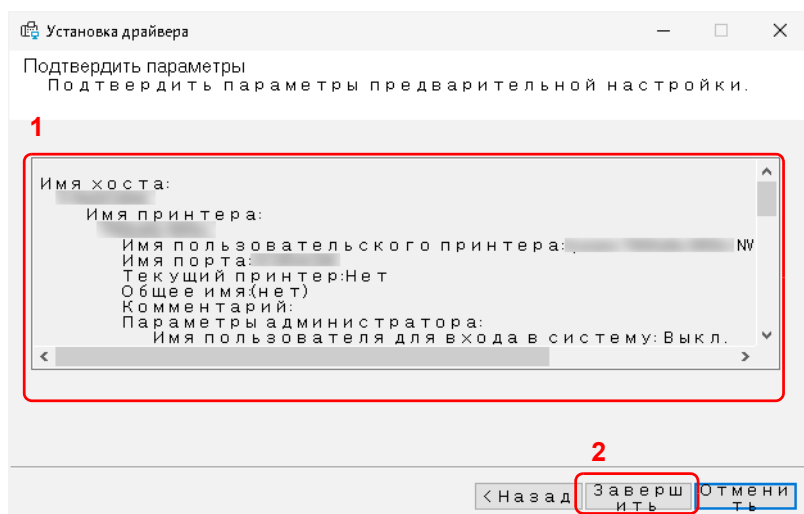 Установка драйвера
Подтвердить параметры
Подтвердить параметры предварительной настройки.
1
Имя хоста:
Имя принтера:
Имя пользовательского принтера: NW
Имя порта:
Текущий принтер:Нет
Общее имя:(нет)
Комментарий:
Параметры администратора:
Имя пользователя для входа в систему: Выкл.
2
< Назад
Заверш
ить
Отмени
ть